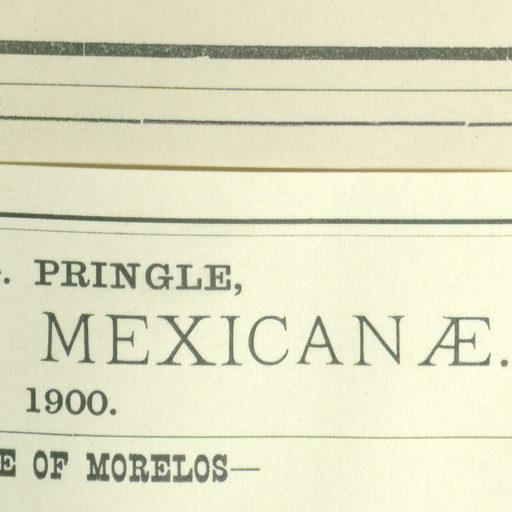 . PRINGLE,
MEXICANÆ.
1900.
E OF MORELOS—